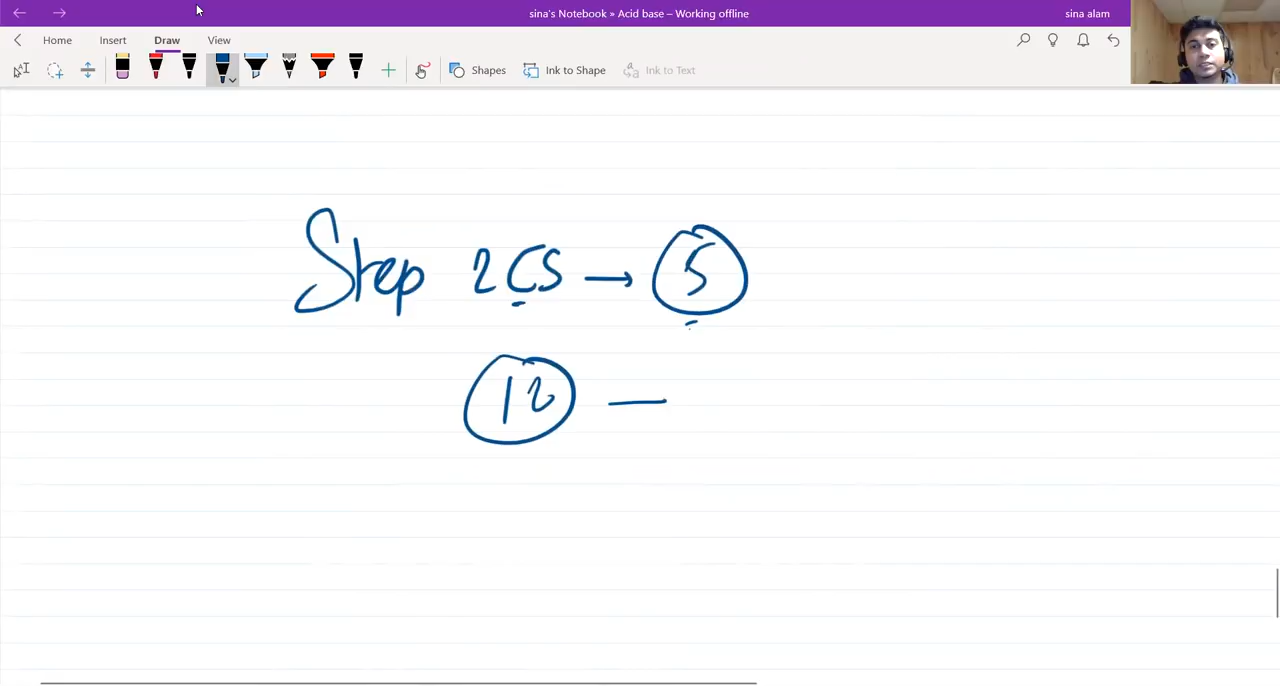 sina's Notebook > Acid base – Working offline
sina alam
Home Insert Draw View
Shapes Ink to Shape Ink to Text
Step 2CS → 5
12 —